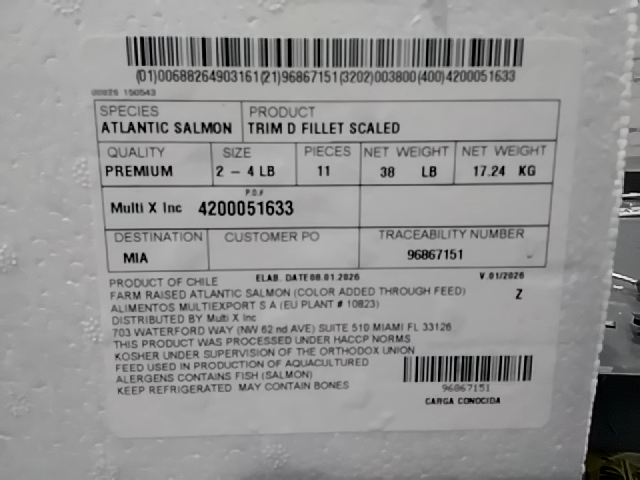 (01)00688264903161(21)96867151(3202)003800(400)4200051633
00826 150543
SPECIES PRODUCT
ATLANTIC SALMON TRIM D FILLET SCALED
QUALITY SIZE PIECES NET WEIGHT NET WEIGHT
PREMIUM 2 - 4 LB 11 38 LB 17.24 KG
P.O.#
Multi X Inc 4200051633
DESTINATION CUSTOMER PO TRACEABILITY NUMBER
MIA 96867151
PRODUCT OF CHILE ELAB. DATE 08.01.2026 V.01/2026
FARM RAISED ATLANTIC SALMON (COLOR ADDED THROUGH FEED) Z
ALIMENTOS MULTIEXPORT S A (EU PLANT # 10823)
DISTRIBUTED BY Multi X Inc
703 WATERFORD WAY (NW 62 nd AVE) SUITE 510 MIAMI FL 33126
THIS PRODUCT WAS PROCESSED UNDER HACCP NORMS
KOSHER UNDER SUPERVISION OF THE ORTHODOX UNION
FEED USED IN PRODUCTION OF AQUACULTURED
ALERGENS CONTAINS FISH (SALMON)
KEEP REFRIGERATED MAY CONTAIN BONES
96867151
CARGA CONOCIDA